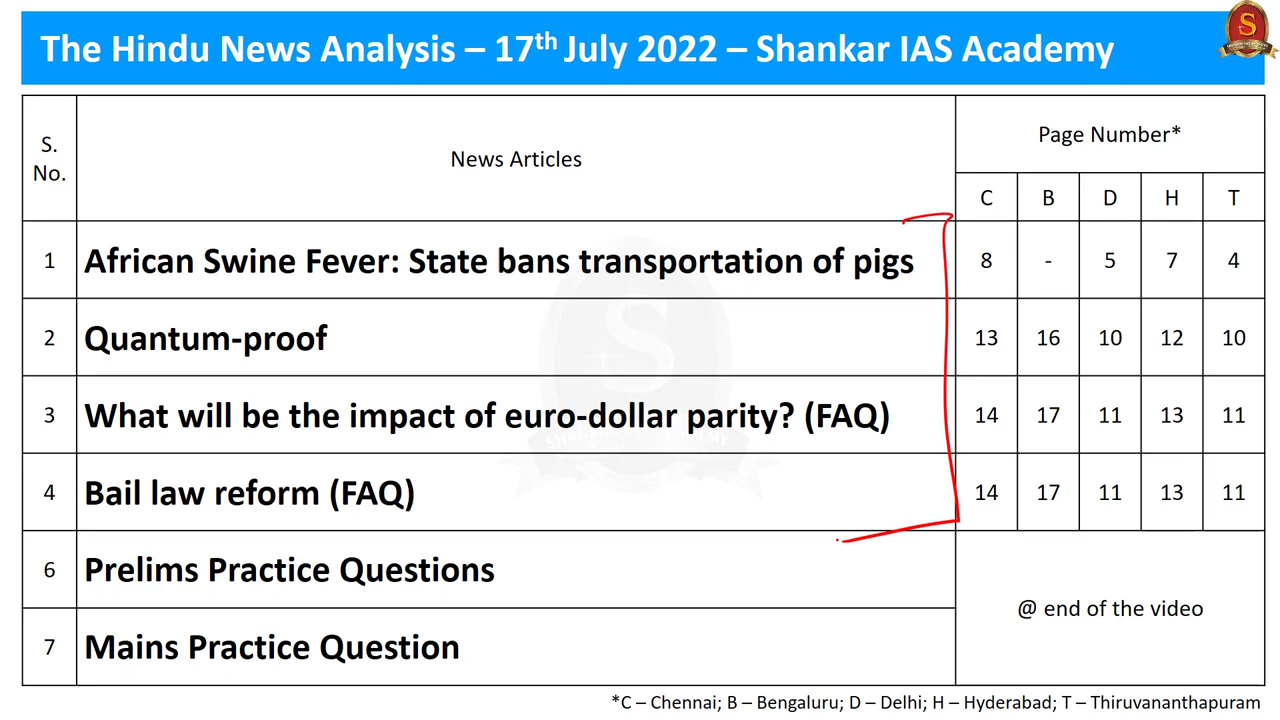 The Hindu News Analysis – 17th July 2022 – Shankar IAS Academy
S. No. News Articles Page Number*
C B D H T
1 African Swine Fever: State bans transportation of pigs 8 - 5 7 4
2 Quantum-proof 13 16 10 12 10
3 What will be the impact of euro-dollar parity? (FAQ) 14 17 11 13 11
4 Bail law reform (FAQ) 14 17 11 13 11
6 Prelims Practice Questions
@ end of the video
7 Mains Practice Question
*C – Chennai; B – Bengaluru; D – Delhi; H – Hyderabad; T – Thiruvananthapuram